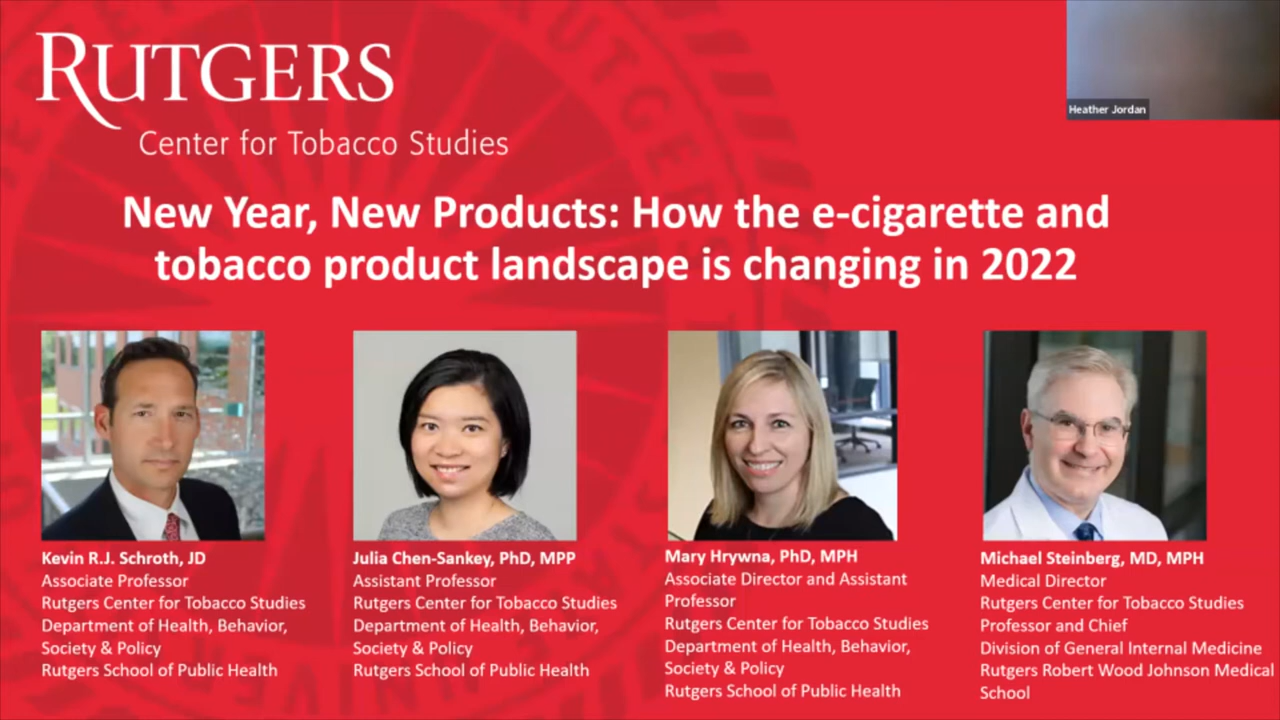 RUTGERS
Center for Tobacco Studies
Heather Jordan
New Year, New Products: How the e-cigarette and
tobacco product landscape is changing in 2022
Kevin R.J. Schroth, JD
Associate Professor
Rutgers Center for Tobacco Studies
Department of Health, Behavior,
Society & Policy
Rutgers School of Public Health
Julia Chen-Sankey, PhD, MPP
Assistant Professor
Rutgers Center for Tobacco Studies
Department of Health, Behavior,
Society & Policy
Rutgers School of Public Health
Mary Hrywna, PhD, MPH
Associate Director and Assistant
Professor
Rutgers Center for Tobacco Studies
Department of Health, Behavior,
Society & Policy
Rutgers School of Public Health
Michael Steinberg, MD, MPH
Medical Director
Rutgers Center for Tobacco Studies
Professor and Chief
Division of General Internal Medicine
Rutgers Robert Wood Johnson Medical
School